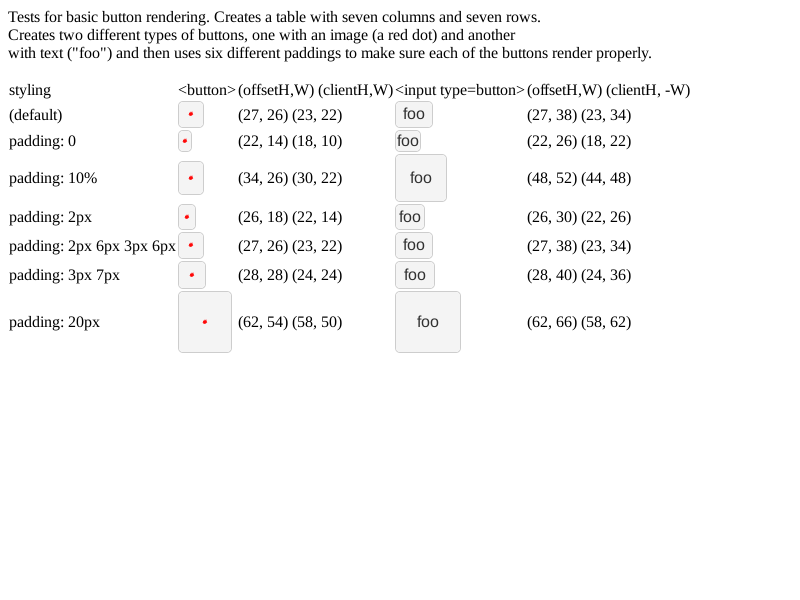 Tests for basic button rendering. Creates a table with seven columns and seven rows.
Creates two different types of buttons, one with an image (a red dot) and another
with text ("foo") and then uses six different paddings to make sure each of the buttons render properly.
styling <button> (offsetH,W) (clientH,W) <input type=button> (offsetH,W) (clientH, -W)
(default) (27, 26) (23, 22) foo (27, 38) (23, 34)
padding: 0 (22, 14) (18, 10) foo (22, 26) (18, 22)
padding: 10% (34, 26) (30, 22) foo (48, 52) (44, 48)
padding: 2px (26, 18) (22, 14) foo (26, 30) (22, 26)
padding: 2px 6px 3px 6px (27, 26) (23, 22) foo (27, 38) (23, 34)
padding: 3px 7px (28, 28) (24, 24) foo (28, 40) (24, 36)
padding: 20px (62, 54) (58, 50) foo (62, 66) (58, 62)